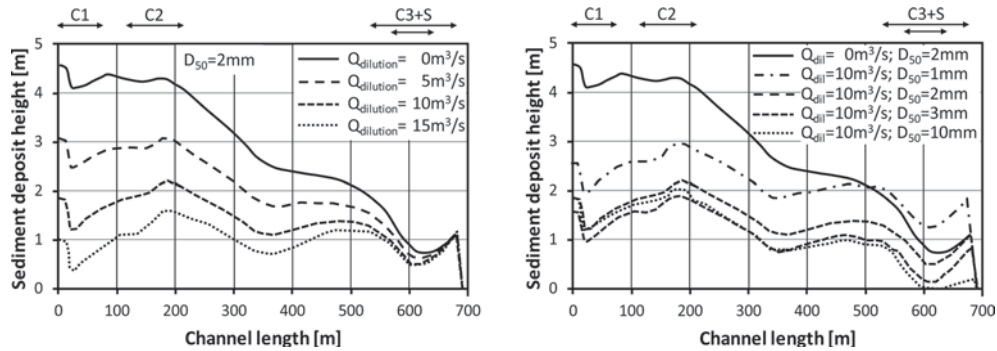 C1 C2 C3+S
Sediment deposit height [m]
5
4
3
2
1
0
D50=2mm
Qdilution= 0m³/s
Qdilution= 5m³/s
Qdilution= 10m³/s
Qdilution= 15m³/s
0 100 200 300 400 500 600 700
Channel length [m]
C1 C2 C3+S
Sediment deposit height [m]
5
4
3
2
1
0
Qdil= 0m³/s; D50=2mm
Qdil=10m³/s; D50=1mm
Qdil=10m³/s; D50=2mm
Qdil=10m³/s; D50=3mm
Qdil=10m³/s; D50=10mm
0 100 200 300 400 500 600 700
Channel length [m]